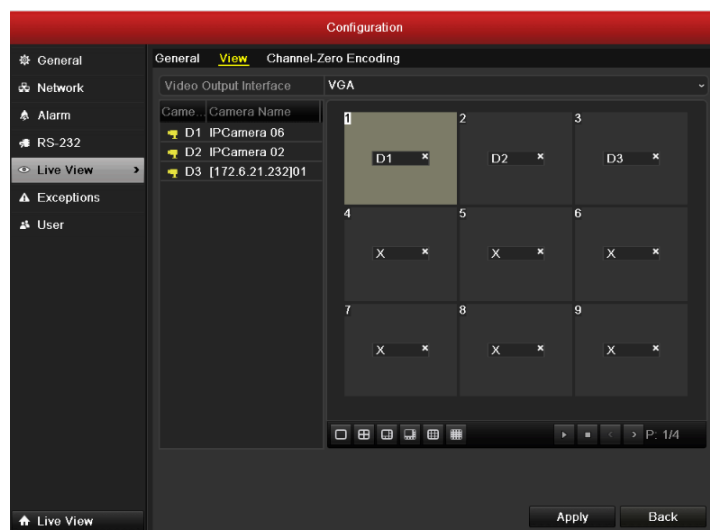 Configuration
General
Network
Alarm
RS-232
Live View
Exceptions
User
Live View
General View Channel-Zero Encoding
Video Output Interface VGA
Came... Camera Name
D1 IPCamera 06
D2 IPCamera 02
D3 [172.6.21.232]01
1 2 3
D1 × D2 × D3 ×
4 5 6
X × X × X ×
7 8 9
X × X × X ×
P: 1/4
Apply Back